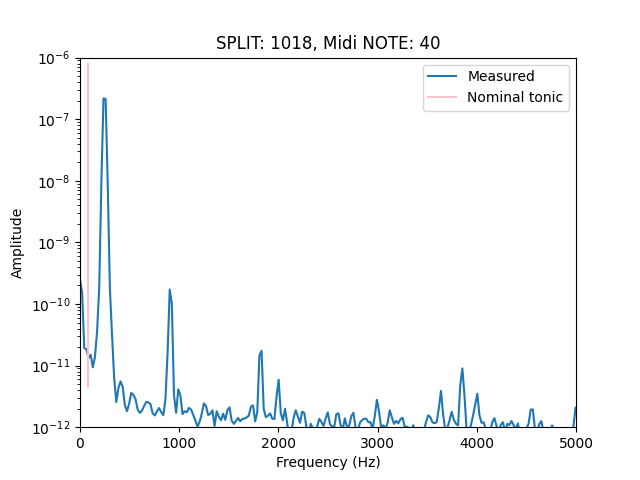 SPLIT: 1018, Midi NOTE: 40
Measured
Nominal tonic
Amplitude
10^-6
10^-7
10^-8
10^-9
10^-10
10^-11
10^-12
0 1000 2000 3000 4000 5000
Frequency (Hz)